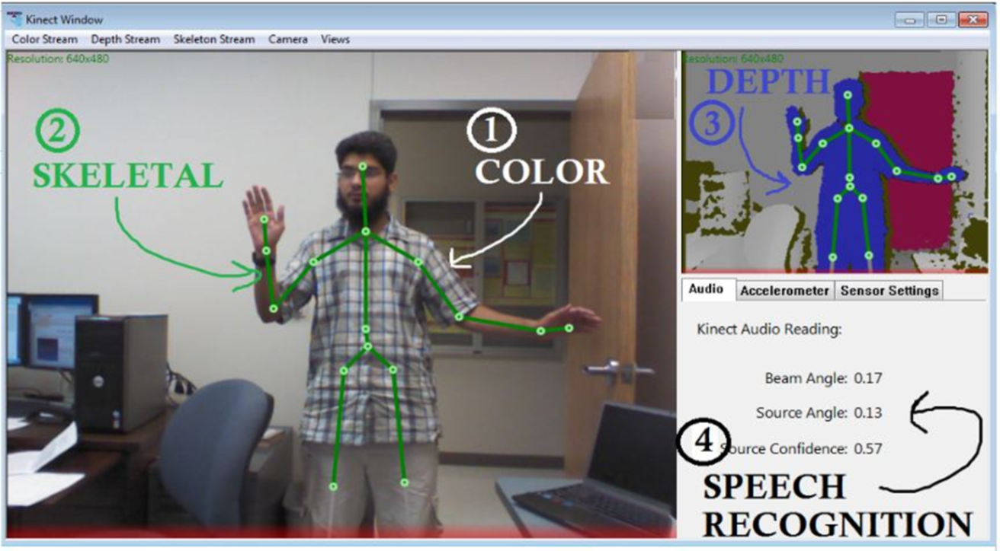 Kinect Window
Color Stream Depth Stream Skeleton Stream Camera Views
Resolution: 640x480
2
SKELETAL
1
COLOR
Resolution: 640x480
DEPTH
3
Audio Accelerometer Sensor Settings
Kinect Audio Reading:
Beam Angle: 0.17
Source Angle: 0.13
4
Source Confidence: 0.57
SPEECH
RECOGNITION